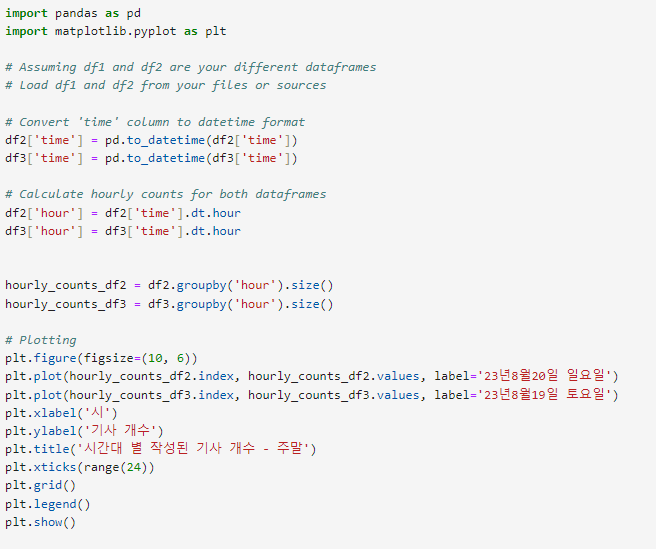 import pandas as pd
import matplotlib.pyplot as plt
# Assuming df1 and df2 are your different dataframes
# Load df1 and df2 from your files or sources
# Convert 'time' column to datetime format
df2['time'] = pd.to_datetime(df2['time'])
df3['time'] = pd.to_datetime(df3['time'])
# Calculate hourly counts for both dataframes
df2['hour'] = df2['time'].dt.hour
df3['hour'] = df3['time'].dt.hour
hourly_counts_df2 = df2.groupby('hour').size()
hourly_counts_df3 = df3.groupby('hour').size()
# Plotting
plt.figure(figsize=(10, 6))
plt.plot(hourly_counts_df2.index, hourly_counts_df2.values, label='23년8월20일 일요일')
plt.plot(hourly_counts_df3.index, hourly_counts_df3.values, label='23년8월19일 토요일')
plt.xlabel('시')
plt.ylabel('기사 개수')
plt.title('시간대 별 작성된 기사 개수 - 주말')
plt.xticks(range(24))
plt.grid()
plt.legend()
plt.show()